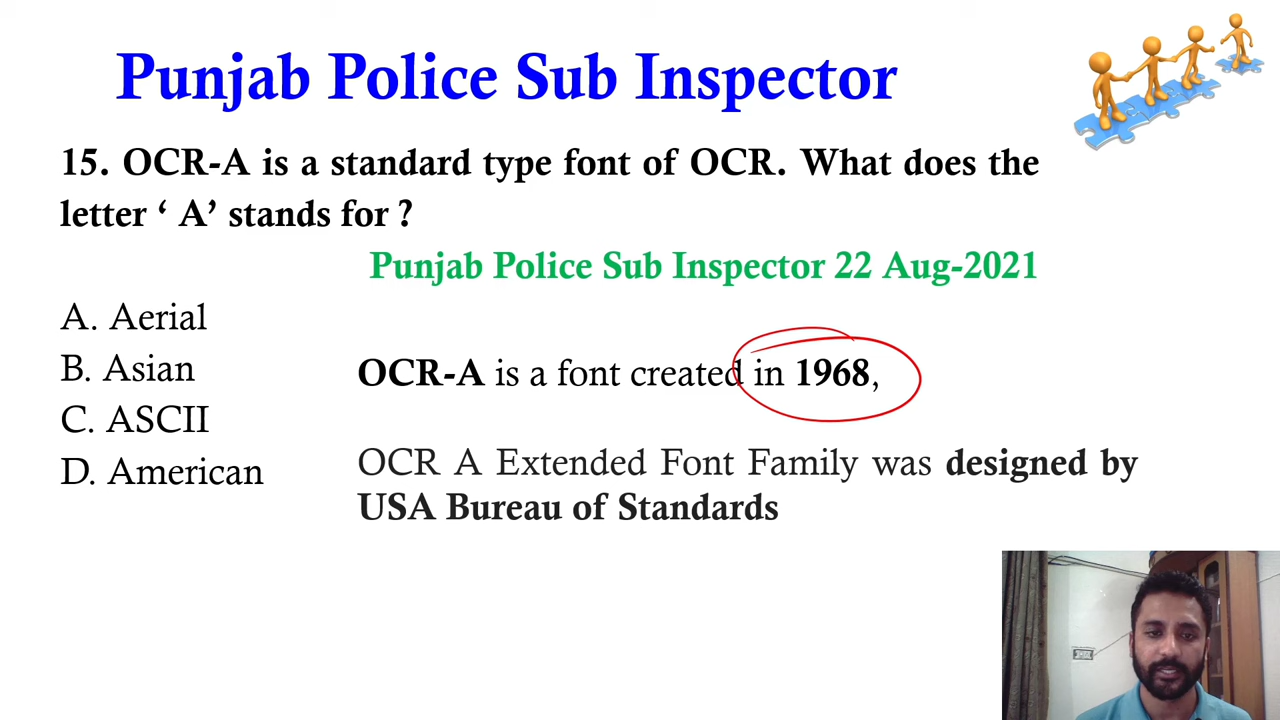 Punjab Police Sub Inspector
15. OCR-A is a standard type font of OCR. What does the
letter ‘ A’ stands for ?
Punjab Police Sub Inspector 22 Aug-2021
A. Aerial
B. Asian
C. ASCII
D. American
OCR-A is a font created in 1968,
OCR A Extended Font Family was designed by
USA Bureau of Standards